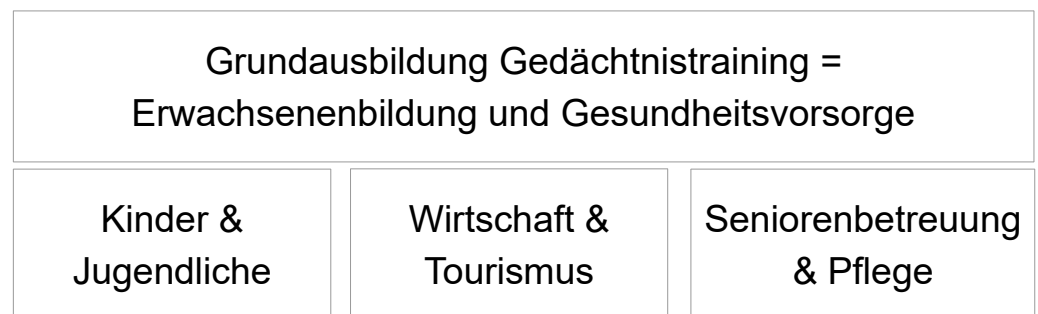 Grundausbildung Gedächtnistraining =
Erwachsenenbildung und Gesundheitsvorsorge
Kinder &
Jugendliche
Wirtschaft &
Tourismus
Seniorenbetreuung
& Pflege